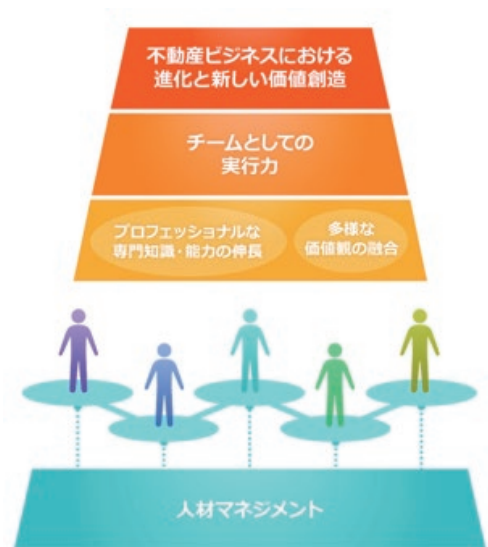 不動産ビジネスにおける
進化と新しい価値創造
チームとしての
実行力
プロフェッショナルな
専門知識・能力の伸長
多様な
価値観の融合
人材マネジメント